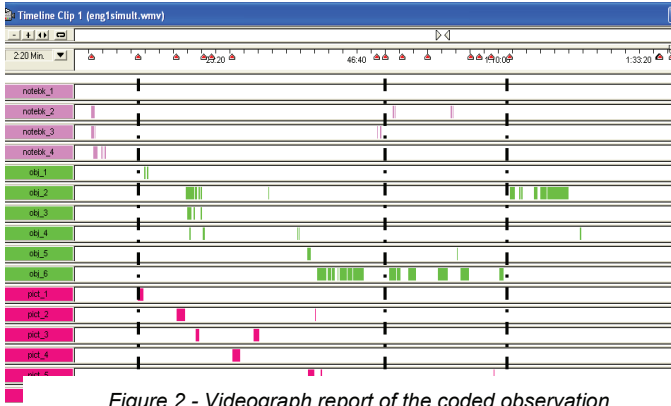 Timeline Clip 1 (eng1simult.wmv)
2:20 Min.
23:20 46:40 1:10:00 1:33:20
notebk_1
notebk_2
notebk_3
notebk_4
obj_1
obj_2
obj_3
obj_4
obj_5
obj_6
pict_1
pict_2
pict_3
pict_4
pict_5
Figure 2 - Videograph report of the coded observation